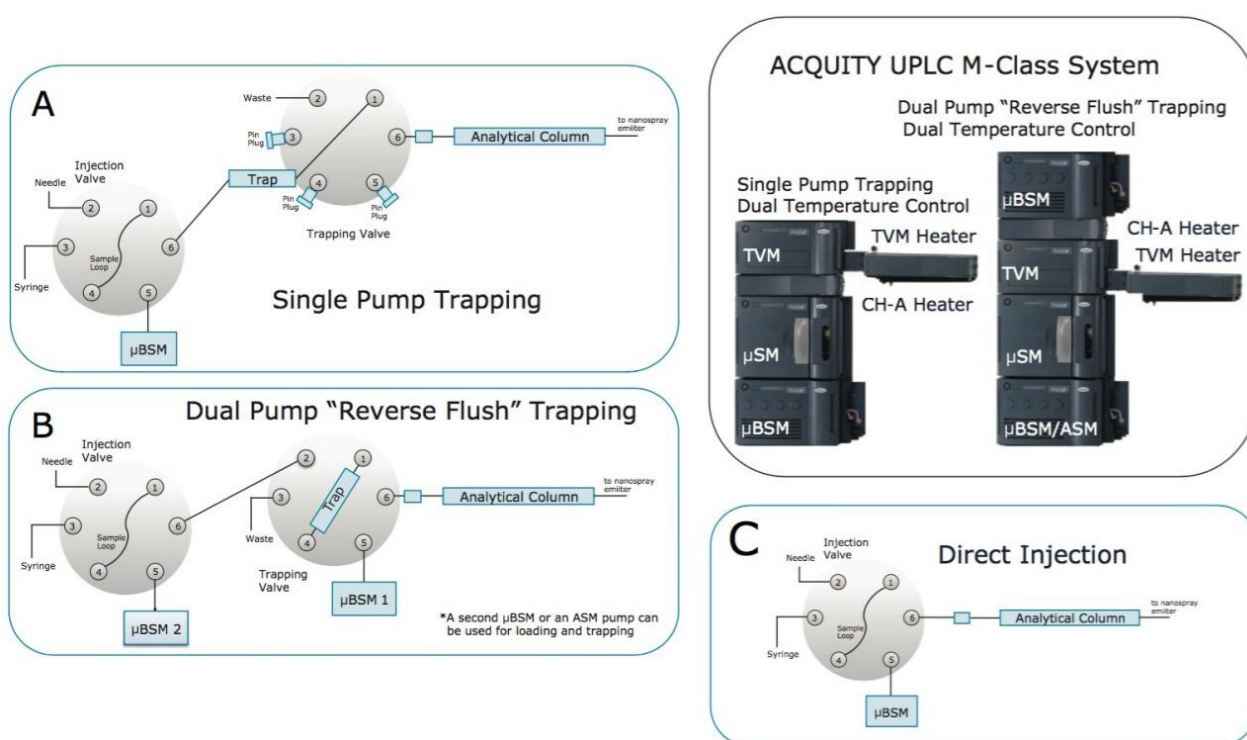 A
Waste
2
1
3
6
4
5
Pin
Plug
Pin
Plug
Pin
Plug
to nanospray
emiiter
Analytical Column
Trap
Trapping Valve
Injection
Valve
Needle
2
1
3
6
4
5
Sample
Loop
Syringe
µBSM
Single Pump Trapping
B
Dual Pump “Reverse Flush” Trapping
Injection
Valve
Needle
2
1
3
6
4
5
Sample
Loop
Syringe
µBSM 2
2
1
3
6
4
5
Trap
Waste
Trapping
Valve
µBSM 1
Analytical Column
to nanospray
emiiter
*A second µBSM or an ASM pump can
be used for loading and trapping
ACQUITY UPLC M-Class System
Dual Pump “Reverse Flush” Trapping
Dual Temperature Control
Single Pump Trapping
Dual Temperature Control
TVM Heater
CH-A Heater
TVM
µSM
µBSM
µBSM
CH-A Heater
TVM Heater
TVM
µSM
µBSM/ASM
C
Direct Injection
Injection
Valve
Needle
2
1
3
6
4
5
Sample
Loop
Syringe
µBSM
Analytical Column
to nanospray
emiiter